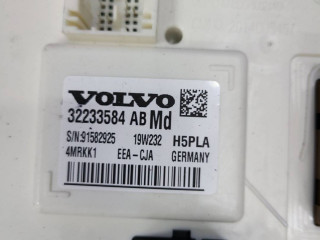 VOLVO
32233584 AB Md
S/N:91582925 19W232 H5PLA
4MRKK1 EEA-CJA GERMANY